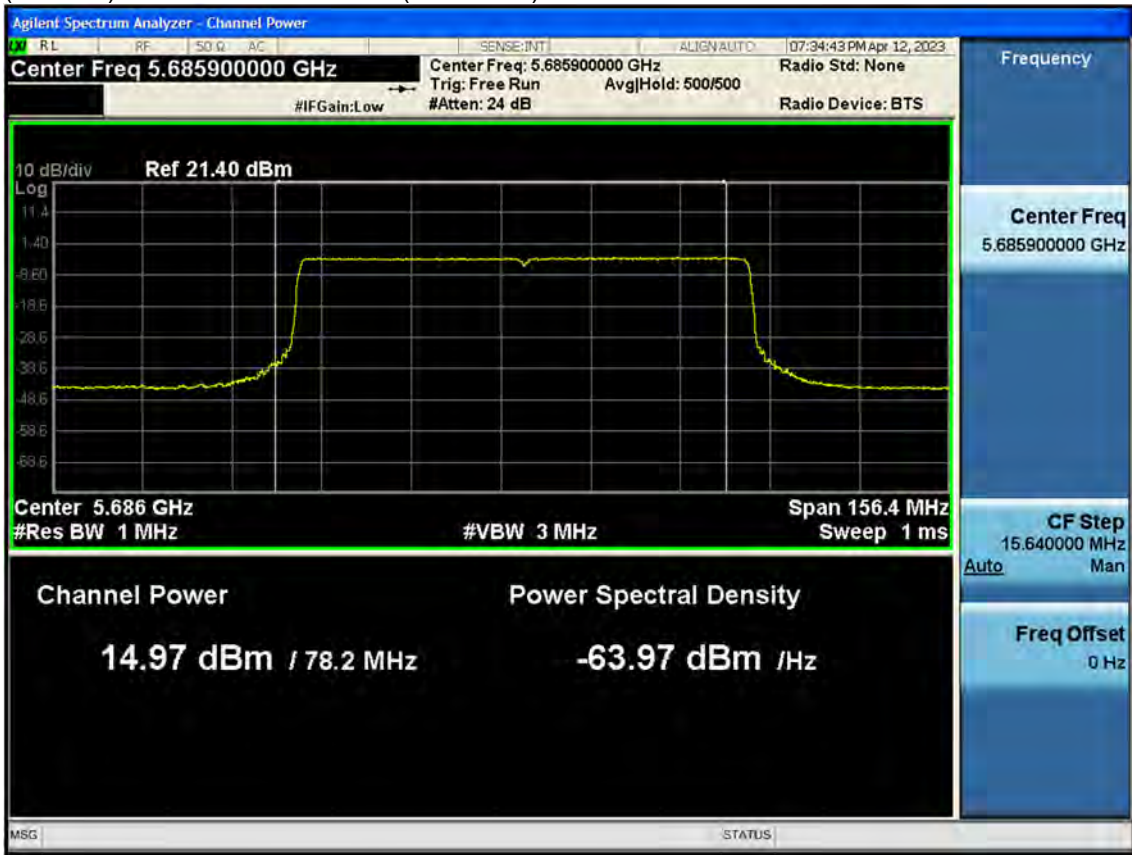 Agilent Spectrum Analyzer - Channel Power
LXI RL RF 50 Ω AC SENSE:INT ALIGN AUTO 07:34:43 PM Apr 12, 2023
Center Freq 5.685900000 GHz Center Freq: 5.685900000 GHz Radio Std: None
Trig: Free Run Avg|Hold: 500/500
#IFGain:Low #Atten: 24 dB Radio Device: BTS
10 dB/div Ref 21.40 dBm
Log
11.4
1.40
-8.60
-18.6
-28.6
-38.6
-48.6
-58.6
-68.6
Center 5.686 GHz Span 156.4 MHz
#Res BW 1 MHz #VBW 3 MHz Sweep 1 ms
Channel Power Power Spectral Density
14.97 dBm / 78.2 MHz -63.97 dBm /Hz
Frequency
Center Freq
5.685900000 GHz
CF Step
15.640000 MHz
Auto Man
Freq Offset
0 Hz
MSG STATUS